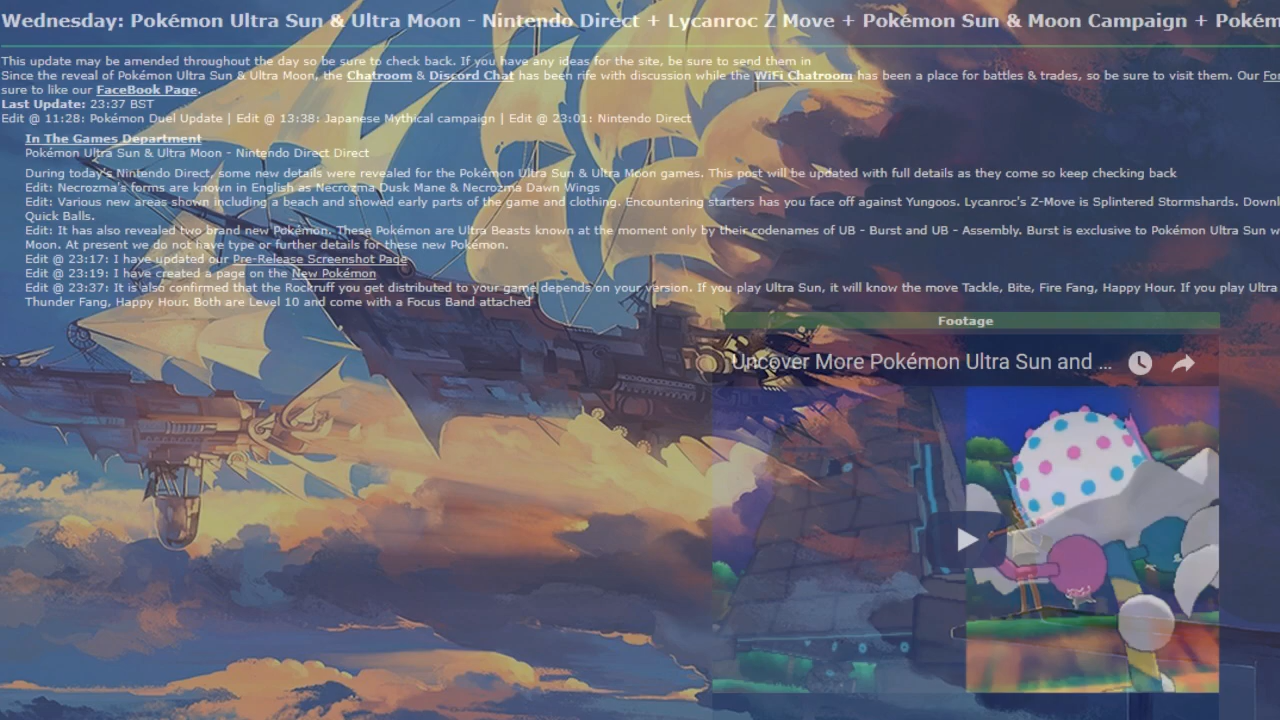 Wednesday: Pokémon Ultra Sun & Ultra Moon - Nintendo Direct + Lycanroc Z Move + Pokémon Sun & Moon Campaign + Pokém
This update may be amended throughout the day so be sure to check back. If you have any ideas for the site, be sure to send them in
Since the reveal of Pokémon Ultra Sun & Ultra Moon, the Chatroom & Discord Chat has been rife with discussion while the WiFi Chatroom has been a place for battles & trades, so be sure to visit them. Our For
sure to like our FaceBook Page.
Last Update: 23:37 BST
Edit @ 11:28: Pokémon Duel Update | Edit @ 13:38: Japanese Mythical campaign | Edit @ 23:01: Nintendo Direct
In The Games Department
Pokémon Ultra Sun & Ultra Moon - Nintendo Direct Direct
During today's Nintendo Direct, some new details were revealed for the Pokémon Ultra Sun & Ultra Moon games. This post will be updated with full details as they come so keep checking back
Edit: Necrozma's forms are known in English as Necrozma Dusk Mane & Necrozma Dawn Wings
Edit: Various new areas shown including a beach and showed early parts of the game and clothing. Encountering starters has you face off against Yungoos. Lycanroc's Z-Move is Splintered Stormshards. Downl
Quick Balls.
Edit: It has also revealed two brand new Pokémon. These Pokémon are Ultra Beasts known at the moment only by their codenames of UB - Burst and UB - Assembly. Burst is exclusive to Pokémon Ultra Sun w
Moon. At present we do not have type or further details for these new Pokémon.
Edit @ 23:17: I have updated our Pre-Release Screenshot Page
Edit @ 23:19: I have created a page on the New Pokémon
Edit @ 23:37: It is also confirmed that the Rockruff you get distributed to your game depends on your version. If you play Ultra Sun, it will know the move Tackle, Bite, Fire Fang, Happy Hour. If you play Ultra
Thunder Fang, Happy Hour. Both are Level 10 and come with a Focus Band attached
Footage
Uncover More Pokémon Ultra Sun and ...